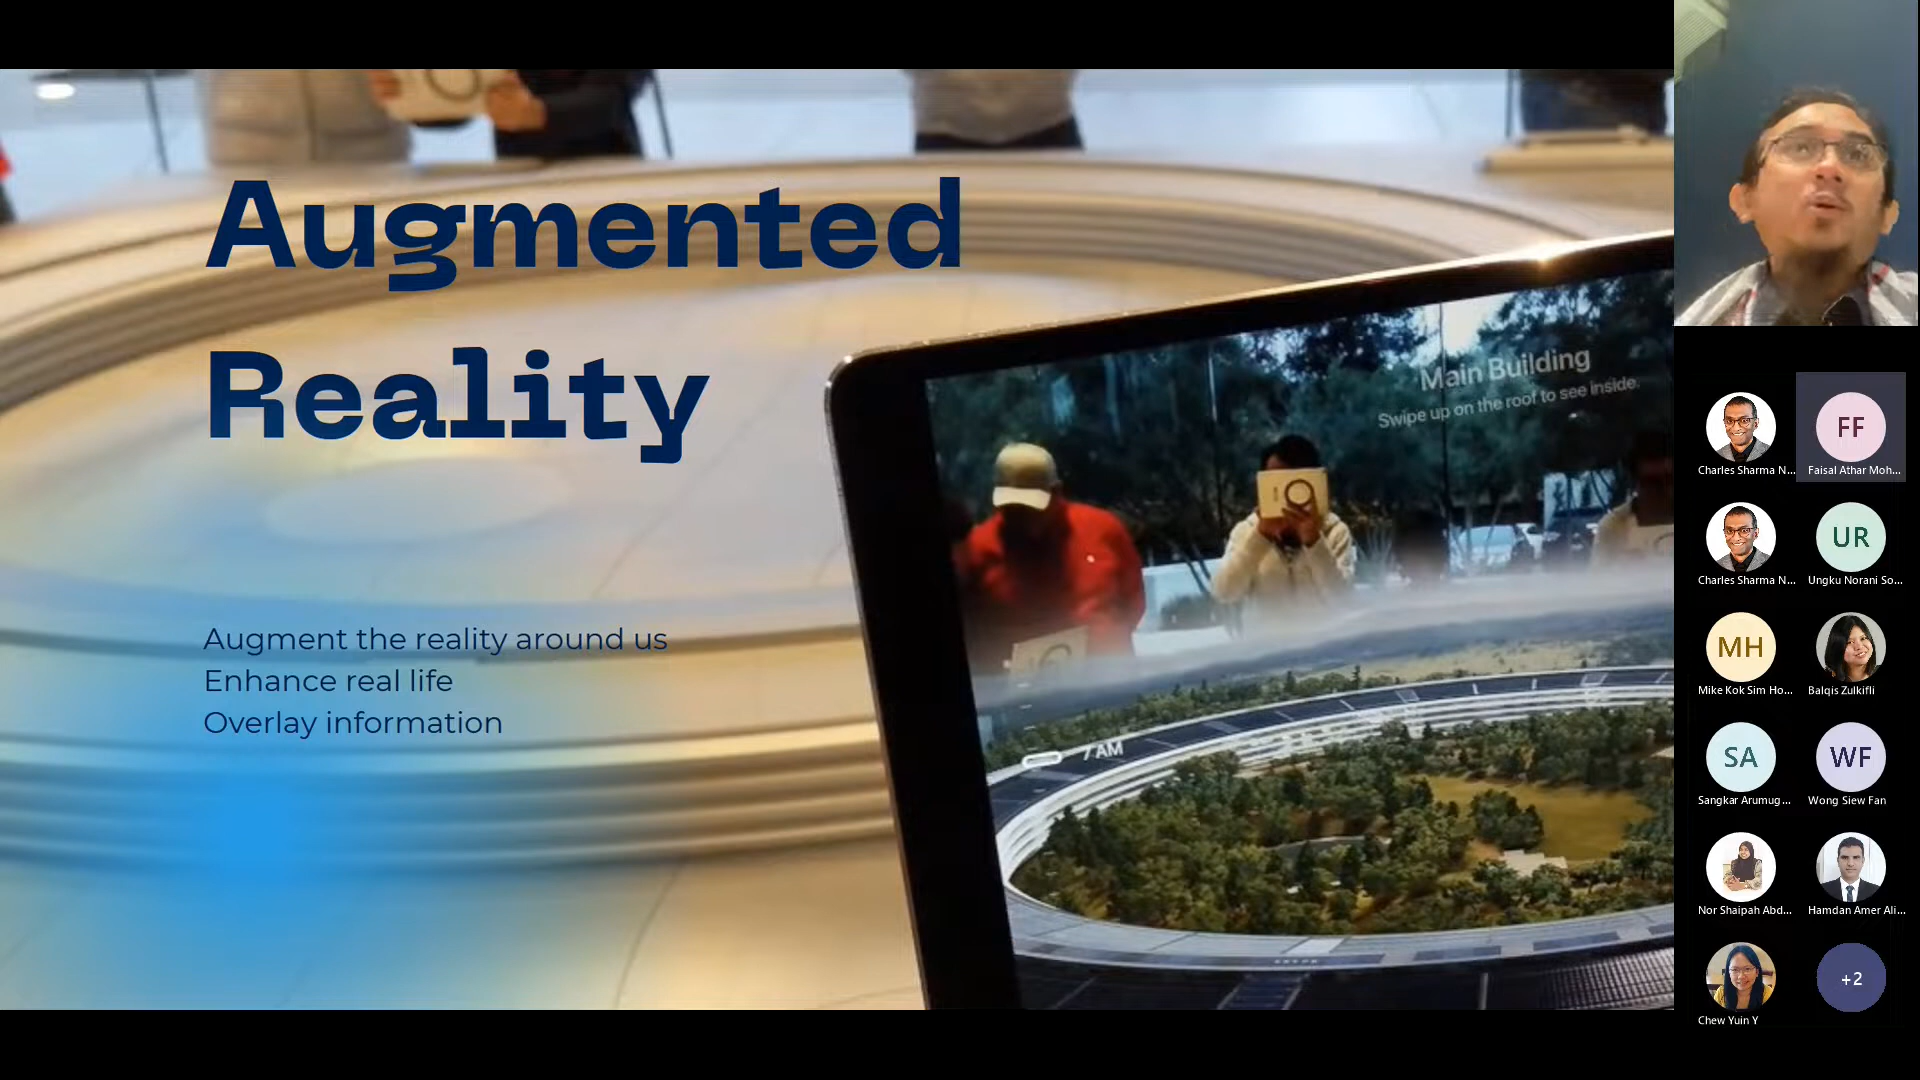 Augmented
Reality
Augment the reality around us
Enhance real life
Overlay information
Main Building
Swipe up on the roof to see inside.
7 AM
Charles Sharma N...
FF
Faisal Athar Moh...
Charles Sharma N...
UR
Ungku Norani So...
MH
Mike Kok Sim Ho...
Balqis Zulkifli
SA
Sangkar Arumug...
WF
Wong Siew Fan
Nor Shaipah Abd...
Hamdan Amer Ali...
Chew Yuin Y
+2